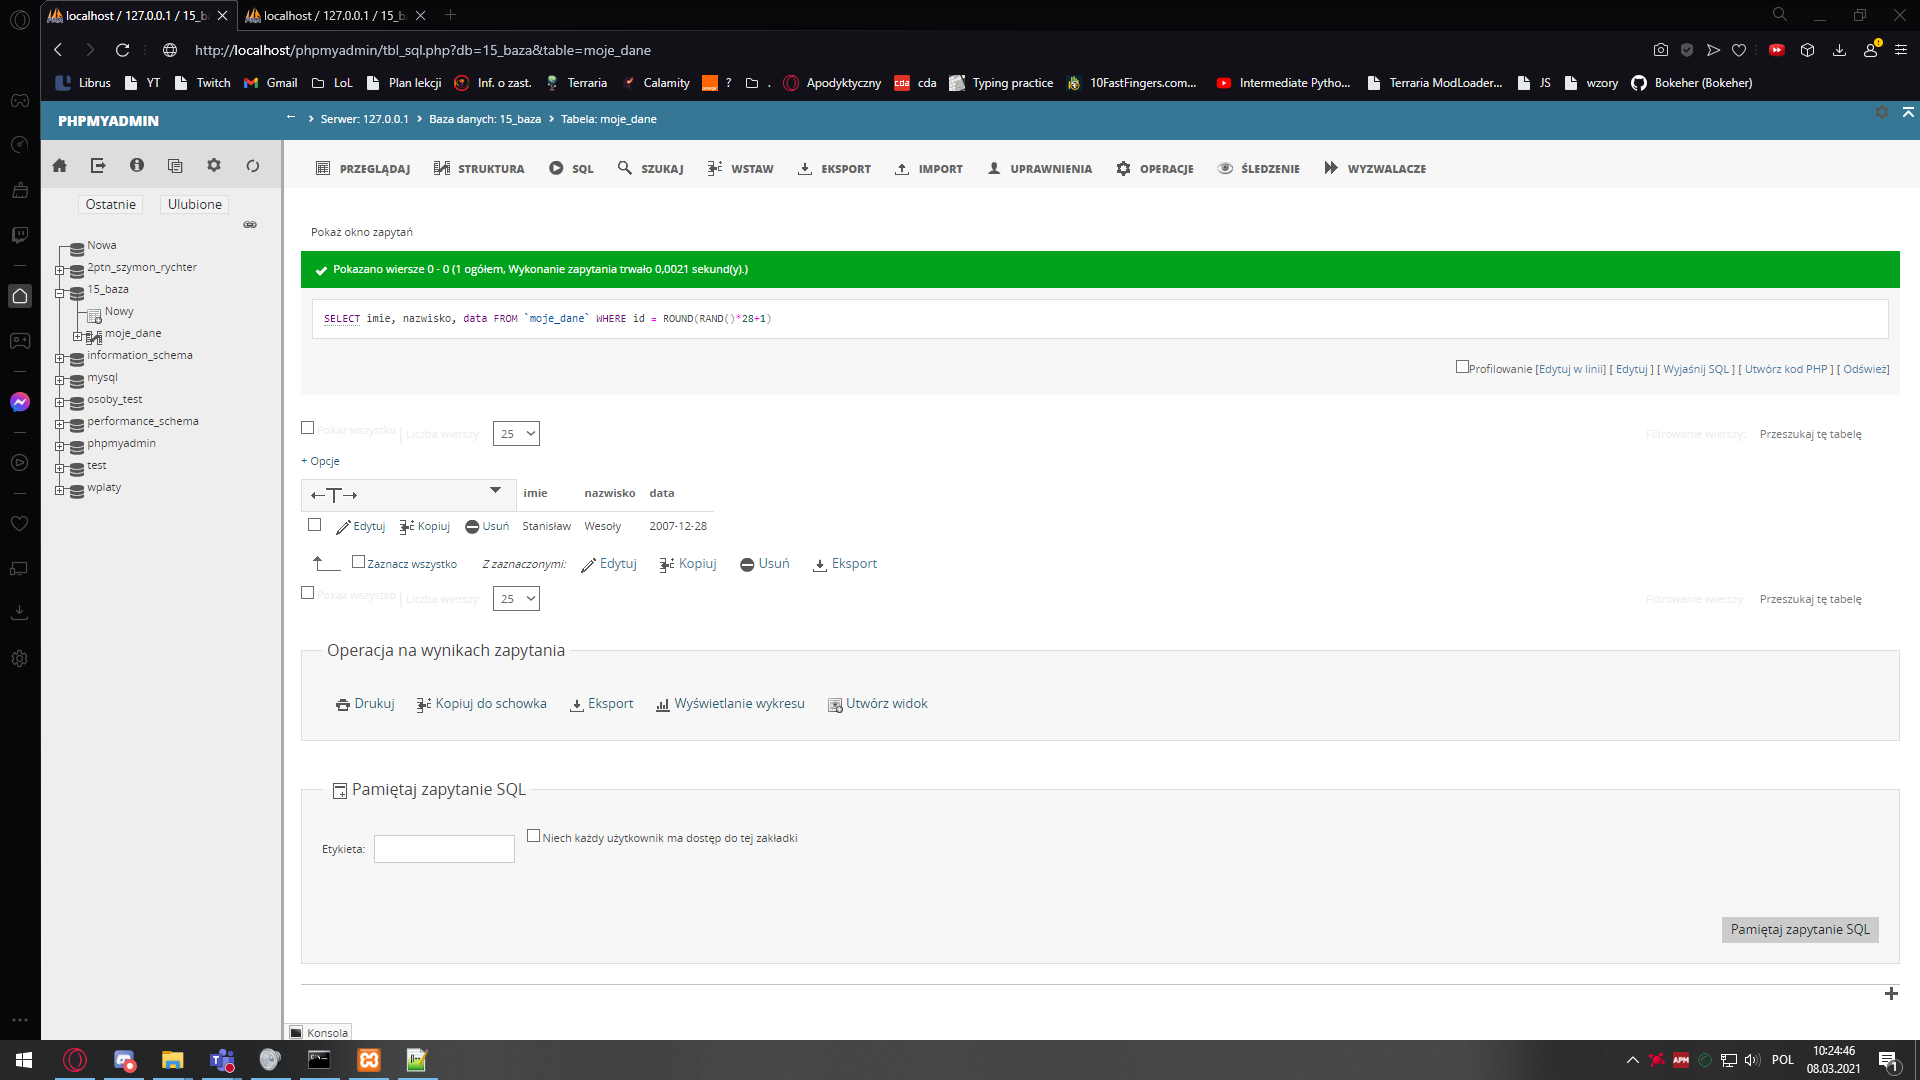 localhost / 127.0.0.1 / 15_b
localhost / 127.0.0.1 / 15_b
http://localhost/phpmyadmin/tbl_sql.php?db=15_baza&table=moje_dane
Librus YT Twitch Gmail LoL Plan lekcji Inf. o zast. Terraria Calamity ? . Apodyktyczny cda cda Typing practice 10FastFingers.com... Intermediate Pytho... Terraria ModLoader... JS wzory Bokeher (Bokeher)
PHPMYADMIN
Serwer: 127.0.0.1 › Baza danych: 15_baza › Tabela: moje_dane
PRZEGLĄDAJ STRUKTURA SQL SZUKAJ WSTAW EKSPORT IMPORT UPRAWNIENIA OPERACJE ŚLEDZENIE WYZWALACZE
Ostatnie Ulubione
Nowa
2ptn_szymon_rychter
15_baza
Nowy
moje_dane
information_schema
mysql
osoby_test
performance_schema
phpmyadmin
test
wplaty
Pokaż okno zapytań
Pokazano wiersze 0 - 0 (1 ogółem, Wykonanie zapytania trwało 0,0021 sekund(y).)
SELECT imie, nazwisko, data FROM `moje_dane` WHERE id = ROUND(RAND()*28+1)
Profilowanie [Edytuj w linii] [ Edytuj ] [ Wyjaśnij SQL ] [ Utwórz kod PHP ] [ Odśwież]
Pokaż wszystko Liczba wierszy: 25 Filtrowanie wierszy: Przeszukaj tę tabelę
+ Opcje
←T→ imie nazwisko data
Edytuj Kopiuj Usuń Stanisław Wesoły 2007-12-28
Zaznacz wszystko Z zaznaczonymi: Edytuj Kopiuj Usuń Eksport
Pokaż wszystko Liczba wierszy: 25 Filtrowanie wierszy: Przeszukaj tę tabelę
Operacja na wynikach zapytania
Drukuj Kopiuj do schowka Eksport Wyświetlanie wykresu Utwórz widok
Pamiętaj zapytanie SQL
Etykieta: Niech każdy użytkownik ma dostęp do tej zakładki
Pamiętaj zapytanie SQL
Konsola
APM POL 10:24:46
08.03.2021
1